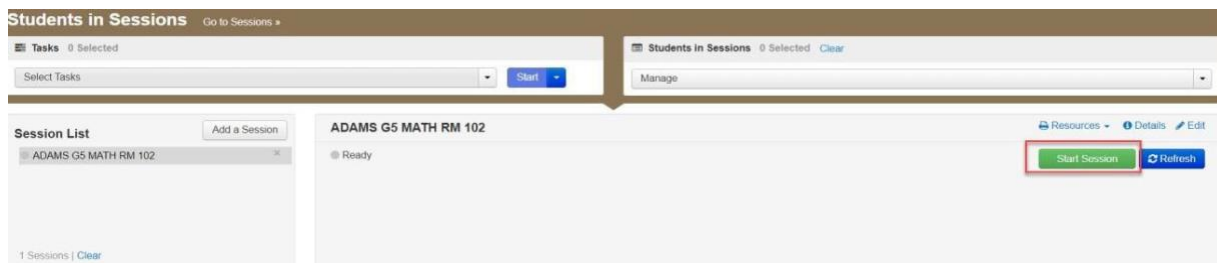 Students in Sessions Go to Sessions »
Tasks 0 Selected
Students in Sessions 0 Selected Clear
Select Tasks
Start
Manage
Session List
Add a Session
ADAMS G5 MATH RM 102
Resources
Details
Edit
ADAMS G5 MATH RM 102
Ready
Start Session
Refresh
1 Sessions | Clear